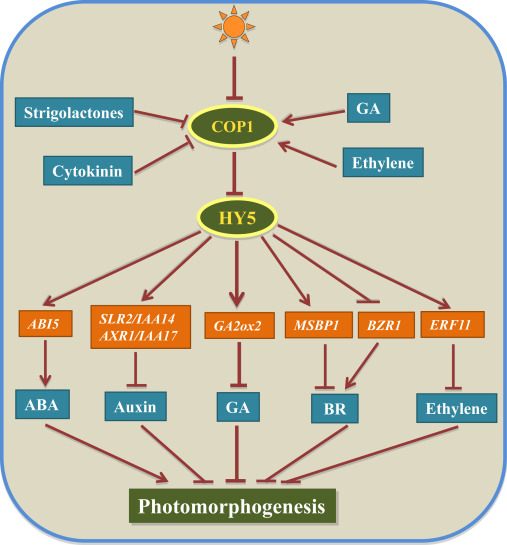 Strigolactones
GA
COP1
Cytokinin
Ethylene
HY5
ABI5
SLR2/IAA14
AXR1/IAA17
GA2ox2
MSBP1
BZR1
ERF11
ABA
Auxin
GA
BR
Ethylene
Photomorphogenesis